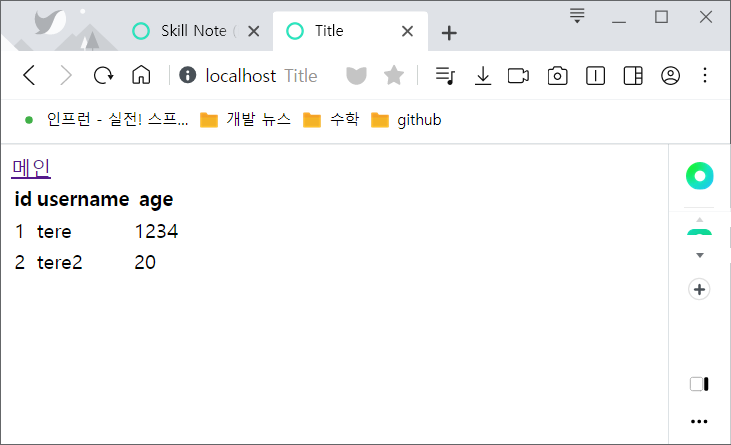 Skill Note (
Title
localhost Title
인프런 - 실전! 스프... 개발 뉴스 수학 github
메인
id username age
1 tere 1234
2 tere2 20